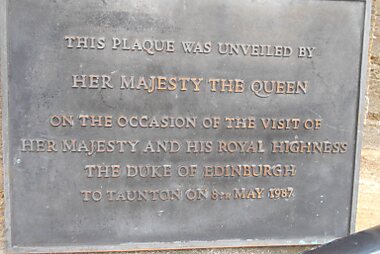 THIS PLAQUE WAS UNVEILED BY
HER MAJESTY THE QUEEN
ON THE OCCASION OF THE VISIT OF
HER MAJESTY AND HIS ROYAL HIGHNESS
THE DUKE OF EDINBURGH
TO TAUNTON ON 8TH MAY 1987